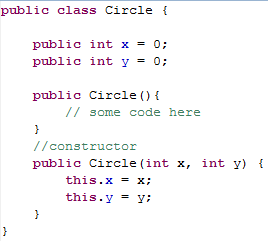 public class Circle {
public int x = 0;
public int y = 0;
public Circle(){
// some code here
}
//constructor
public Circle(int x, int y) {
this.x = x;
this.y = y;
}
}